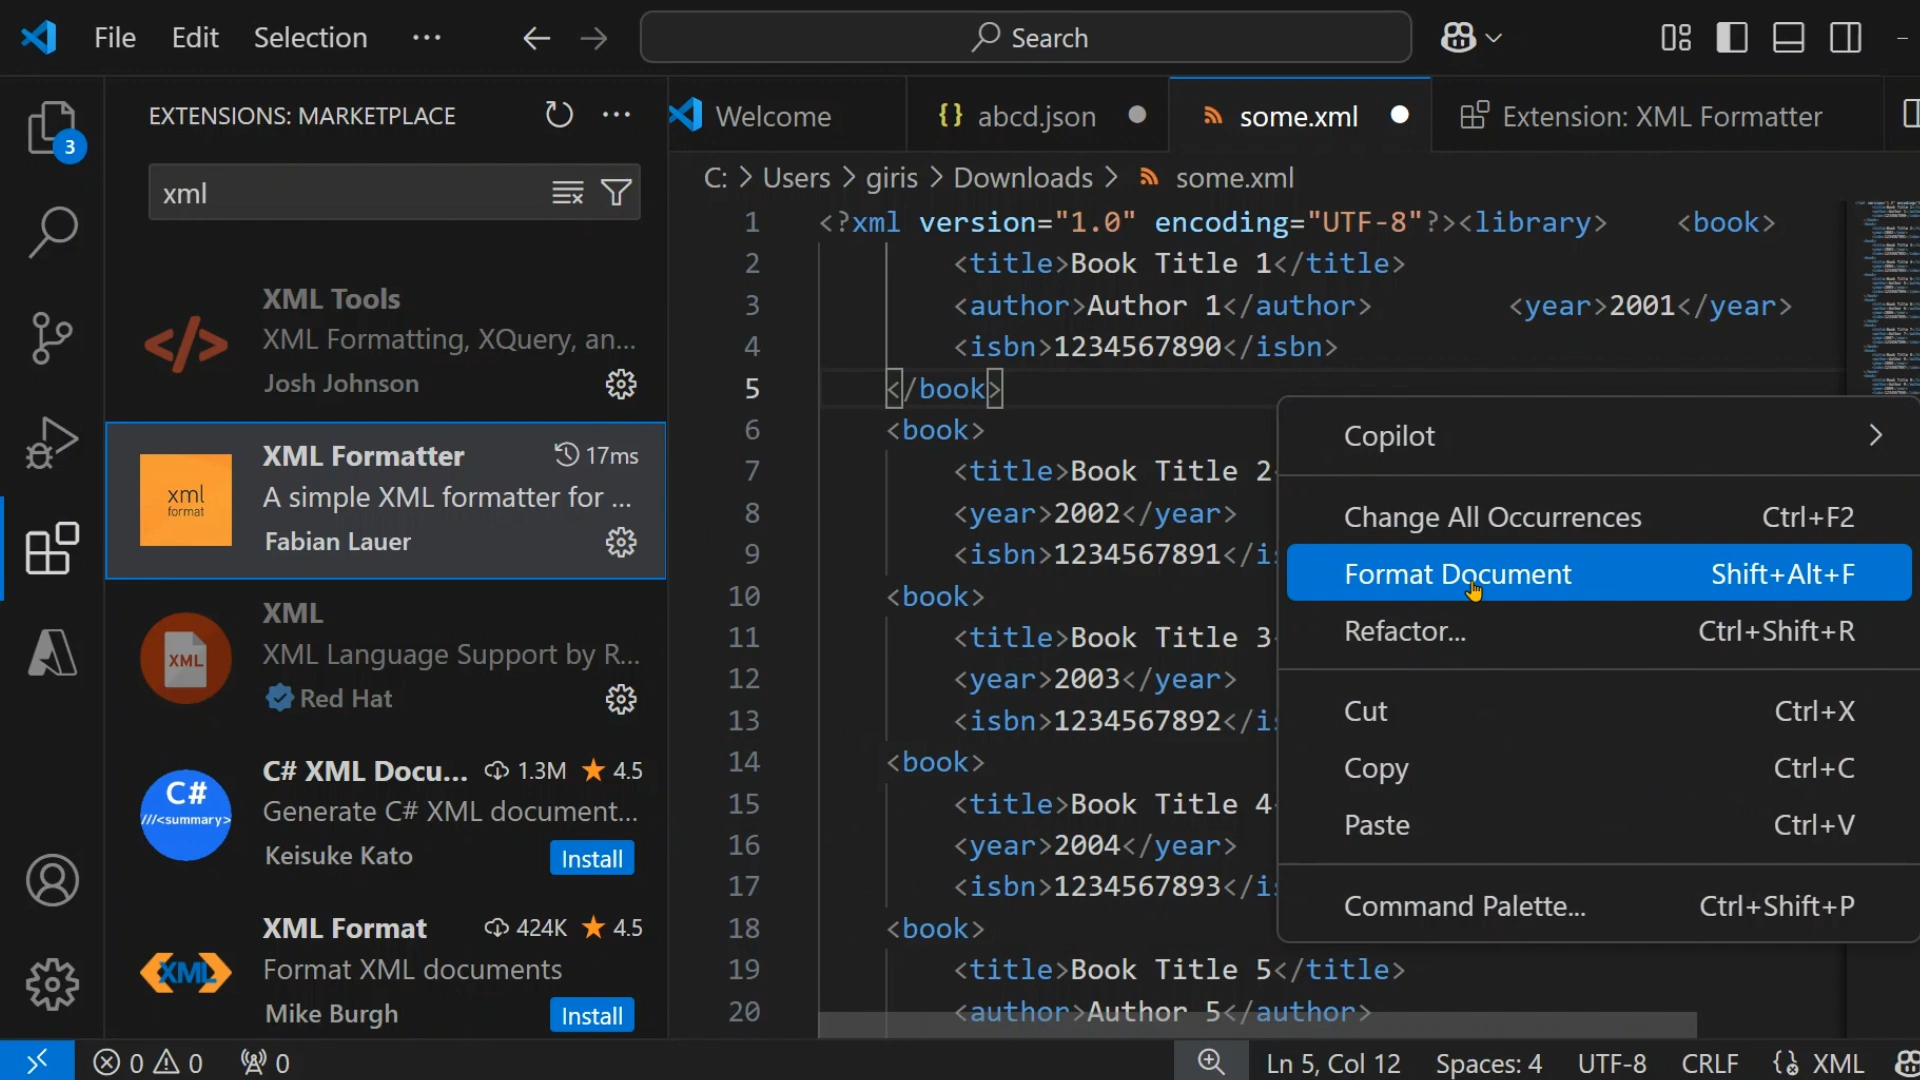 File Edit Selection ···
Search
EXTENSIONS: MARKETPLACE
xml
XML Tools
XML Formatting, XQuery, an...
Josh Johnson
XML Formatter 17ms
A simple XML formatter for ...
Fabian Lauer
xml
format
XML
XML Language Support by R...
Red Hat
XML
C# XML Docu... 1.3M 4.5
Generate C# XML document...
Keisuke Kato
Install
C#
///<summary>
XML Format 424K 4.5
Format XML documents
Mike Burgh
Install
XML
3
Welcome
{} abcd.json
some.xml
Extension: XML Formatter
C: > Users > giris > Downloads > some.xml
1 <?xml version="1.0" encoding="UTF-8"?><library> <book>
2 <title>Book Title 1</title>
3 <author>Author 1</author> <year>2001</year>
4 <isbn>1234567890</isbn>
5 </book>
6 <book>
7 <title>Book Title 2
8 <year>2002</year>
9 <isbn>1234567891</i
10 <book>
11 <title>Book Title 3
12 <year>2003</year>
13 <isbn>1234567892</i
14 <book>
15 <title>Book Title 4
16 <year>2004</year>
17 <isbn>1234567893</i
18 <book>
19 <title>Book Title 5</title>
20 <author>Author 5</author>
Copilot
Change All Occurrences Ctrl+F2
Format Document Shift+Alt+F
Refactor... Ctrl+Shift+R
Cut Ctrl+X
Copy Ctrl+C
Paste Ctrl+V
Command Palette... Ctrl+Shift+P
0 0 0
Ln 5, Col 12 Spaces: 4 UTF-8 CRLF XML